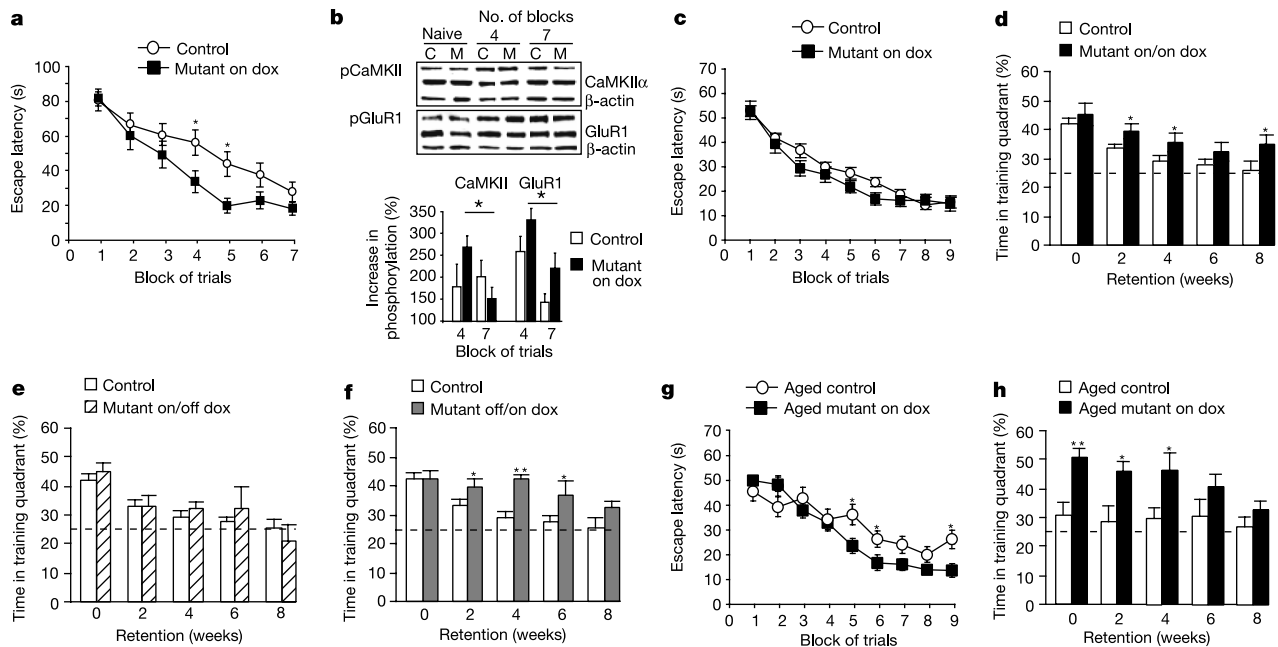 a
Control
Mutant on dox
Escape latency (s)
100
80
60
40
20
0
* *
0 1 2 3 4 5 6 7
Block of trials
b
No. of blocks
Naive 4 7
C M C M C M
pCaMKII
CaMKIIα
β-actin
pGluR1
GluR1
β-actin
CaMKII GluR1
* *
Increase in phosphorylation (%)
350
250
200
150
100
Control
Mutant
on dox
4 7 4 7
Block of trials
c
Control
Mutant on dox
Escape latency (s)
70
60
50
40
30
20
10
0
0 1 2 3 4 5 6 7 8 9
Block of trials
d
Control
Mutant on/on dox
Time in training quadrant (%)
60
50
40
30
20
10
0
* * *
0 2 4 6 8
Retention (weeks)
e
Control
Mutant on/off dox
Time in training quadrant (%)
60
50
40
30
20
10
0
0 2 4 6 8
Retention (weeks)
f
Control
Mutant off/on dox
Time in training quadrant (%)
60
50
40
30
20
10
0
* ** *
0 2 4 6 8
Retention (weeks)
g
Aged control
Aged mutant on dox
Escape latency (s)
70
60
50
40
30
20
10
0
* * *
0 1 2 3 4 5 6 7 8 9
Block of trials
h
Aged control
Aged mutant on dox
Time in training quadrant (%)
60
50
40
30
20
10
0
** * *
0 2 4 6 8
Retention (weeks)